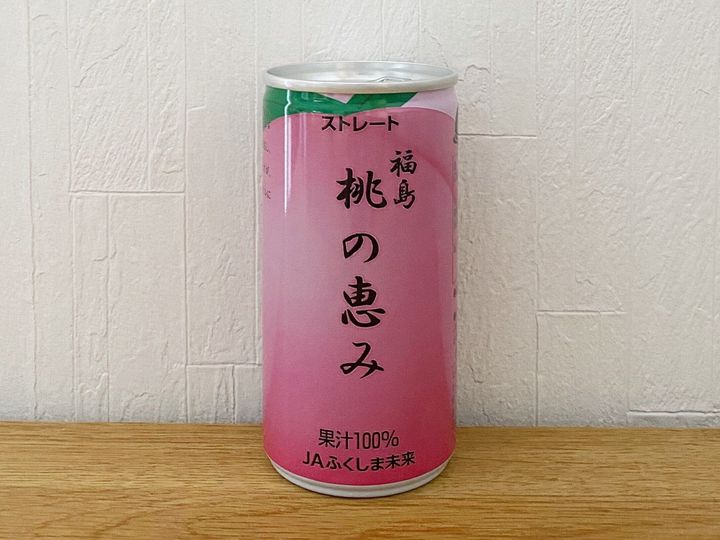 ストレート
福島
桃の恵み
果汁100%
JAふくしま未来